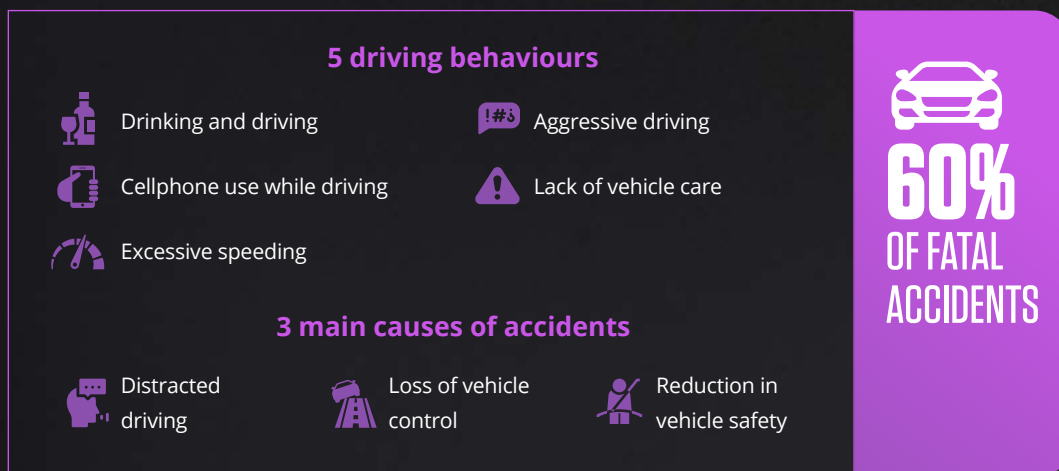 5 driving behaviours
Drinking and driving
Aggressive driving
Cellphone use while driving
Lack of vehicle care
Excessive speeding
3 main causes of accidents
Distracted
driving
Loss of vehicle
control
Reduction in
vehicle safety
60%
OF FATAL
ACCIDENTS
!#&